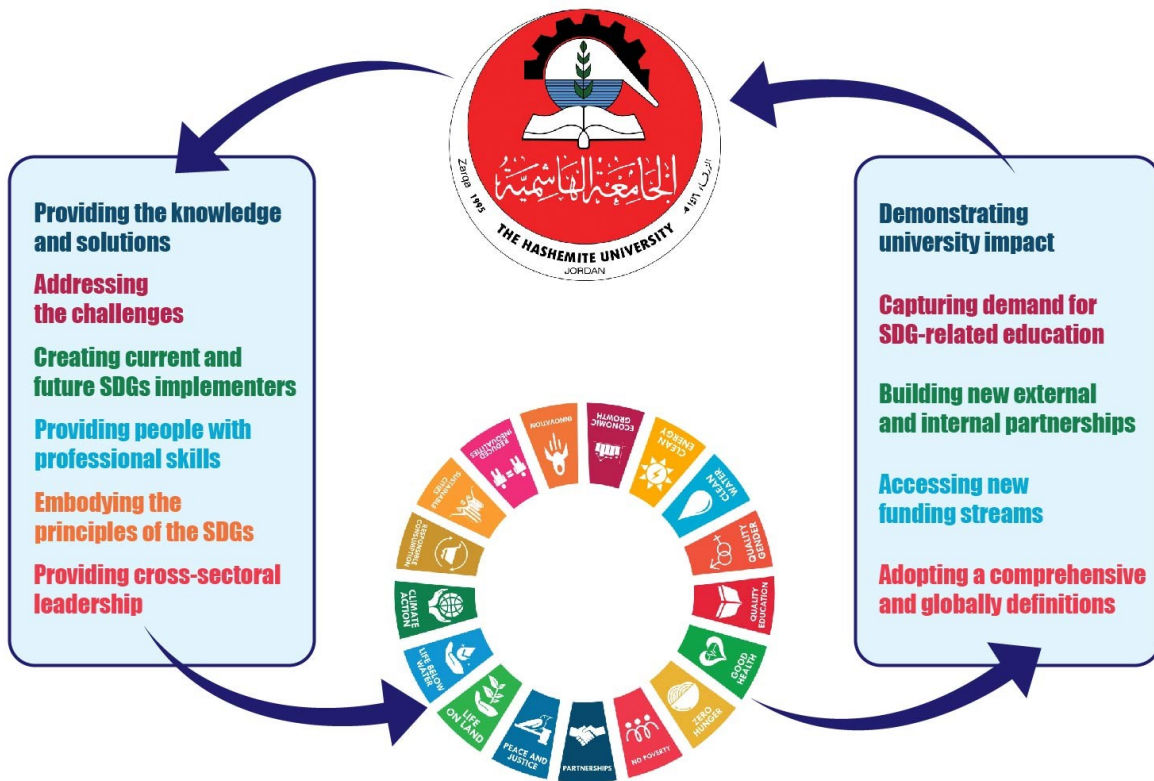 Zarqa 1995
الجامعة الهاشمية
THE HASHEMITE UNIVERSITY
JORDAN
Providing the knowledge
and solutions
Addressing
the challenges
Creating current and
future SDGs implementers
Providing people with
professional skills
Embodying the
principles of the SDGs
Providing cross-sectoral
leadership
Demonstrating
university impact
Capturing demand for
SDG-related education
Building new external
and internal partnerships
Accessing new
funding streams
Adopting a comprehensive
and globally definitions
ECONOMIC
GROWTH
CLEAN
ENERGY
CLEAN
WATER
GENDER
QUALITY
QUALITY
EDUCATION
GOOD
HEALTH
ZERO
HUNGER
NO POVERTY
PARTNERSHIPS
PEACE AND
JUSTICE
LIFE
ON LAND
LIFE BELOW
WATER
CLIMATE
ACTION
RESPONSIBLE
CONSUMPTION
CITIES
REDUCED
INEQUALITIES
INNOVATION